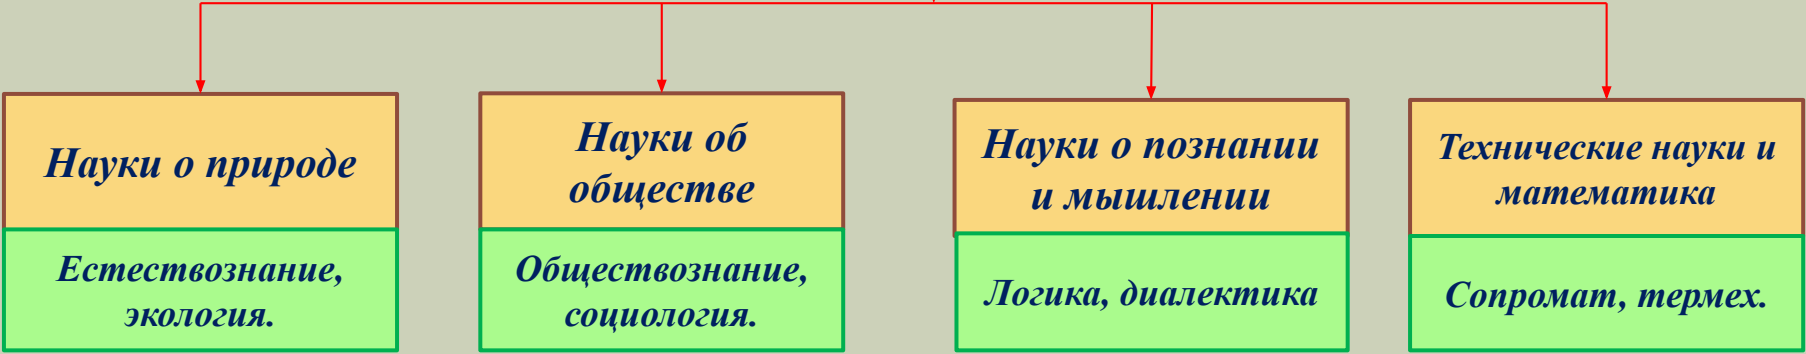 Науки о природе
Естествознание,
экология.
Науки об
обществе
Обществознание,
социология.
Науки о познании
и мышлении
Логика, диалектика
Технические науки и
математика
Сопромат, термех.